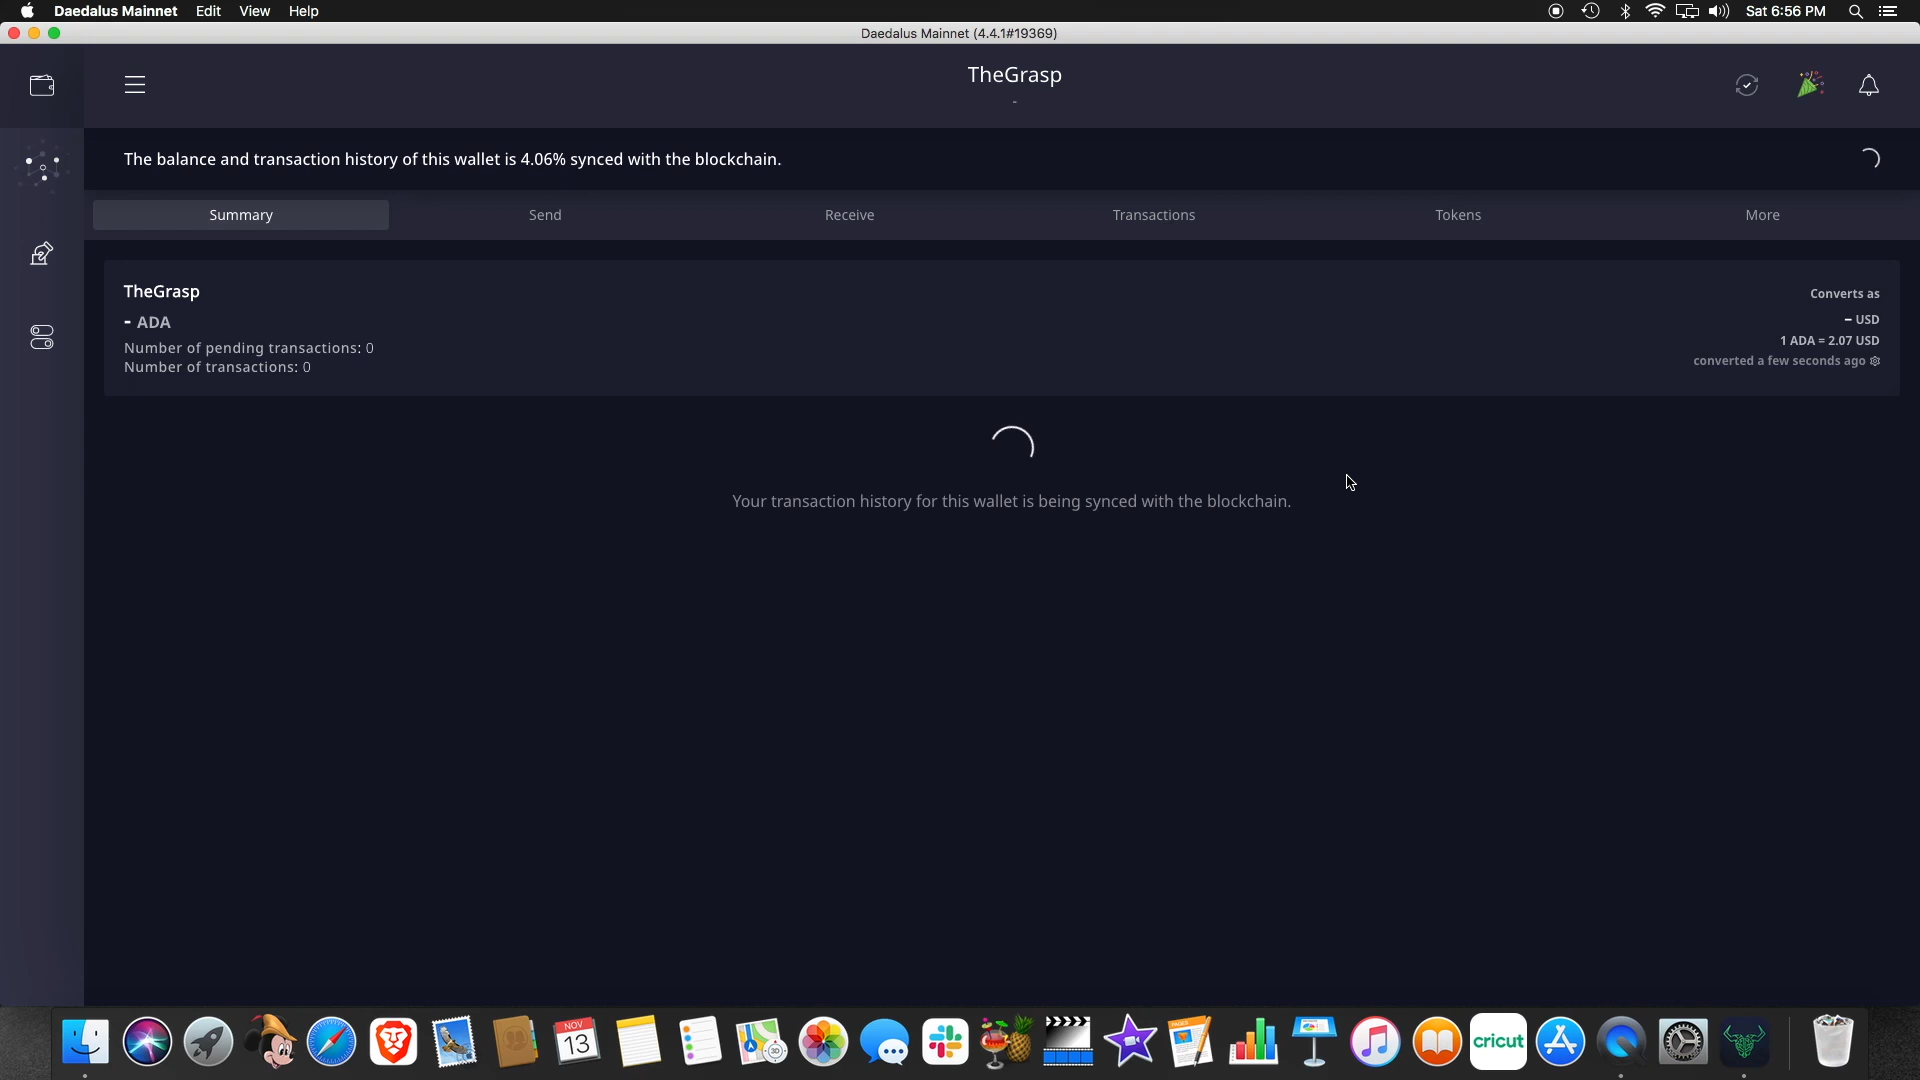 Daedalus Mainnet Edit View Help
Sat 6:56 PM
Daedalus Mainnet (4.4.1#19369)
TheGrasp
-
The balance and transaction history of this wallet is 4.06% synced with the blockchain.
Summary Send Receive Transactions Tokens More
TheGrasp
- ADA
Number of pending transactions: 0
Number of transactions: 0
Converts as
– USD
1 ADA = 2.07 USD
converted a few seconds ago
Your transaction history for this wallet is being synced with the blockchain.
NOV
13
3D
PAGES
cricut